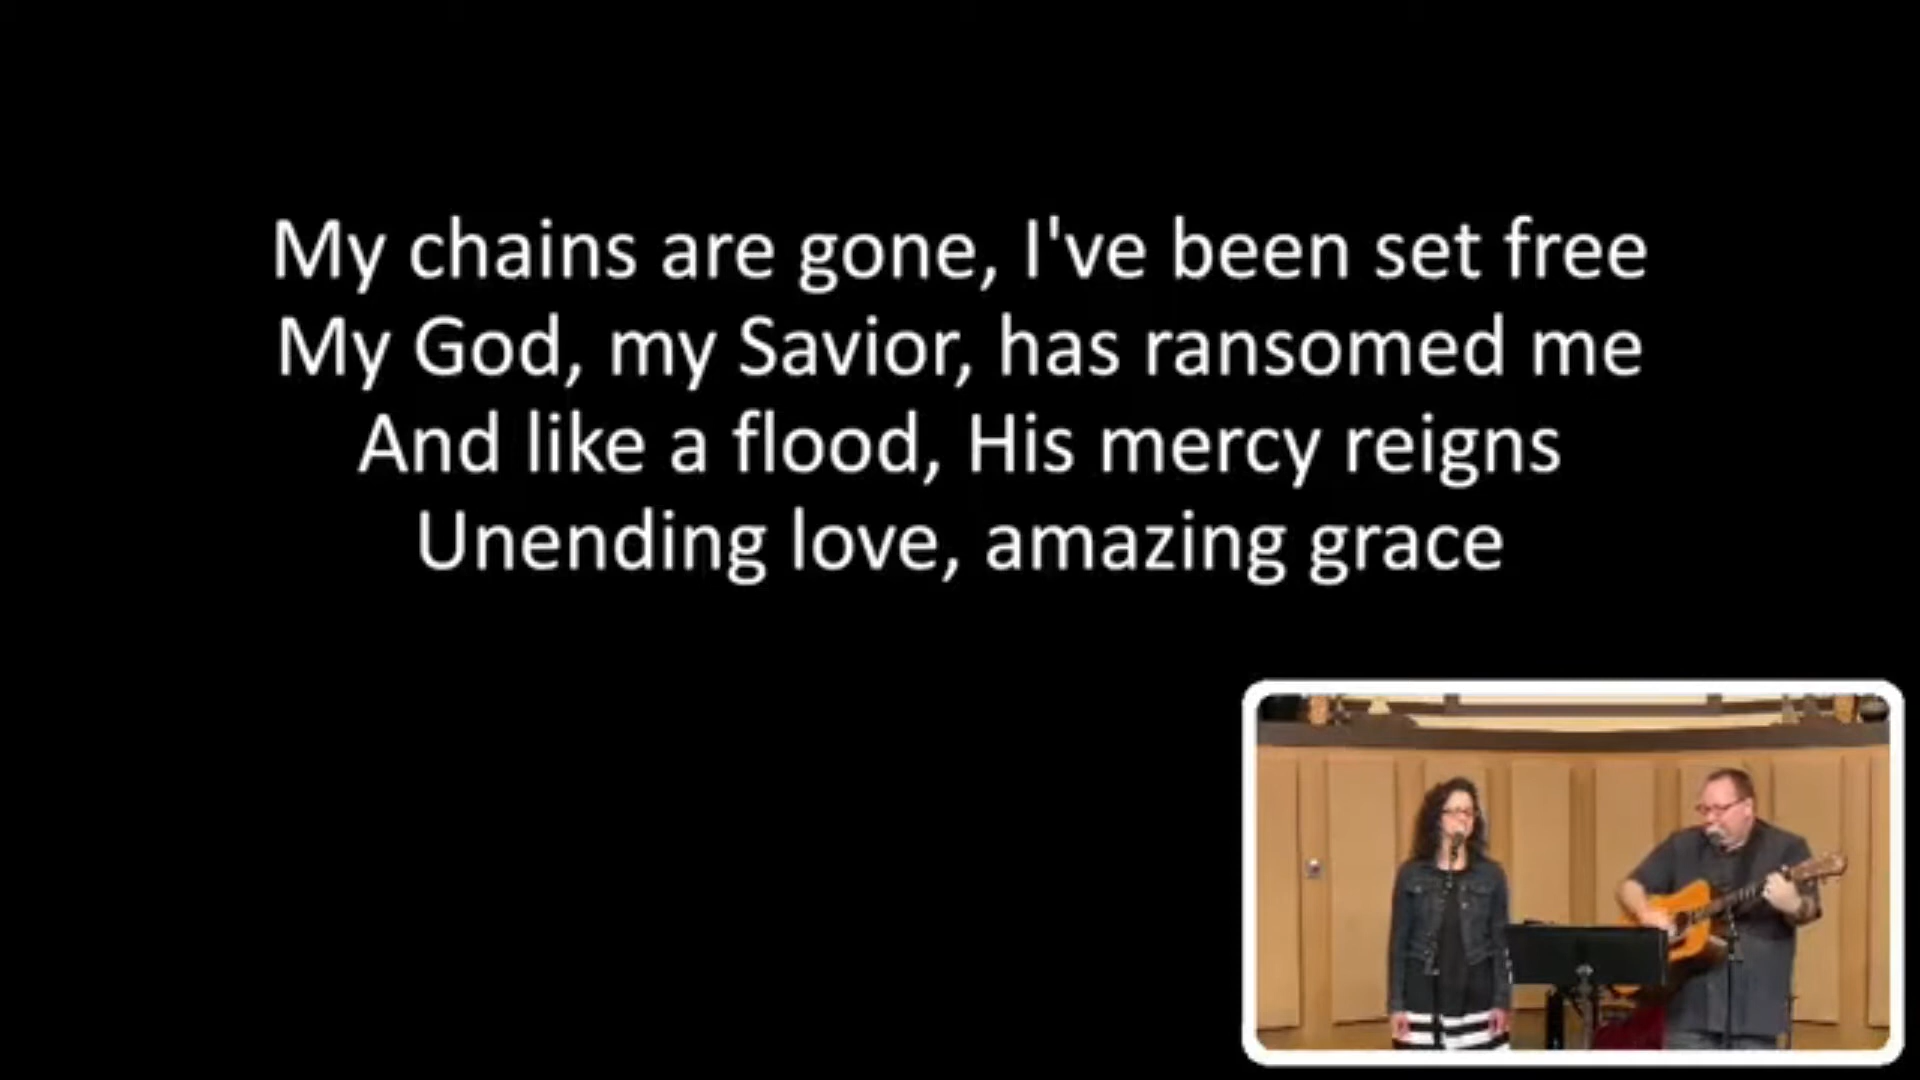 My chains are gone, I've been set free
My God, my Savior, has ransomed me
And like a flood, His mercy reigns
Unending love, amazing grace